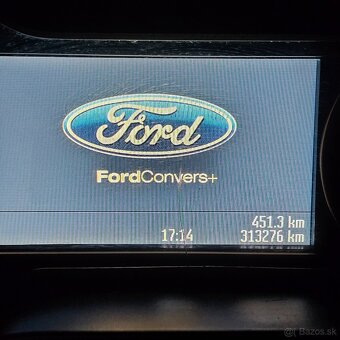 Ford
FordConvers+
451.3 km
17:14 313276 km
Bazos.sk